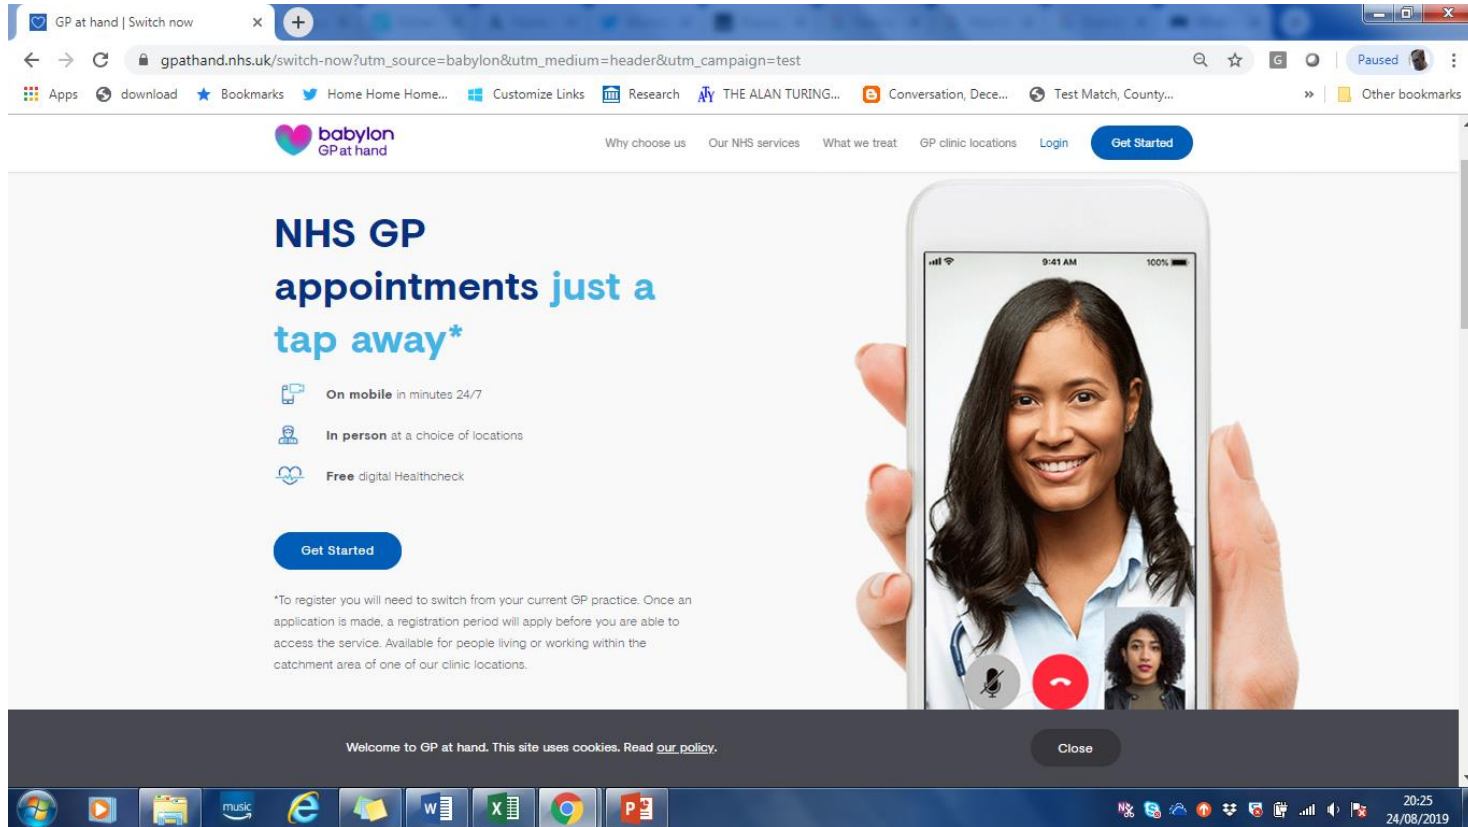 GP at hand | Switch now
gpathand.nhs.uk/switch-now?utm_source=babylon&utm_medium=header&utm_campaign=test
G
Paused
Apps
download
Bookmarks
Home Home Home...
Customize Links
Research
THE ALAN TURING...
Conversation, Dece...
Test Match, County...
»
Other bookmarks
babylon
GP at hand
Why choose us
Our NHS services
What we treat
GP clinic locations
Login
Get Started
NHS GP
appointments just a
tap away*
On mobile in minutes 24/7
In person at a choice of locations
Free digital Healthcheck
Get Started
*To register you will need to switch from your current GP practice. Once an
application is made, a registration period will apply before you are able to
access the service. Available for people living or working within the
catchment area of one of our clinic locations.
9:41 AM
100%
Welcome to GP at hand. This site uses cookies. Read our policy.
Close
music
20:25
24/08/2019